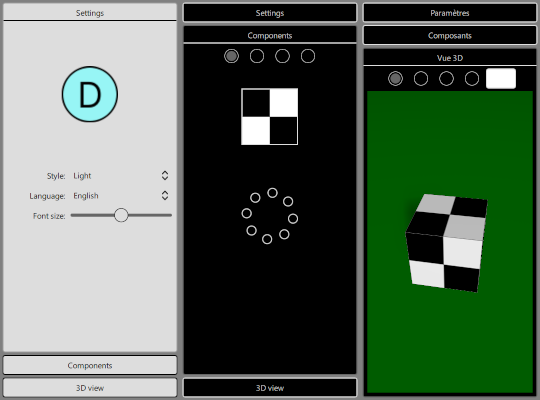 Settings
D
Style: Light
Language: English
Font size:
Components
3D view
Settings
Components
3D view
Paramètres
Composants
Vue 3D